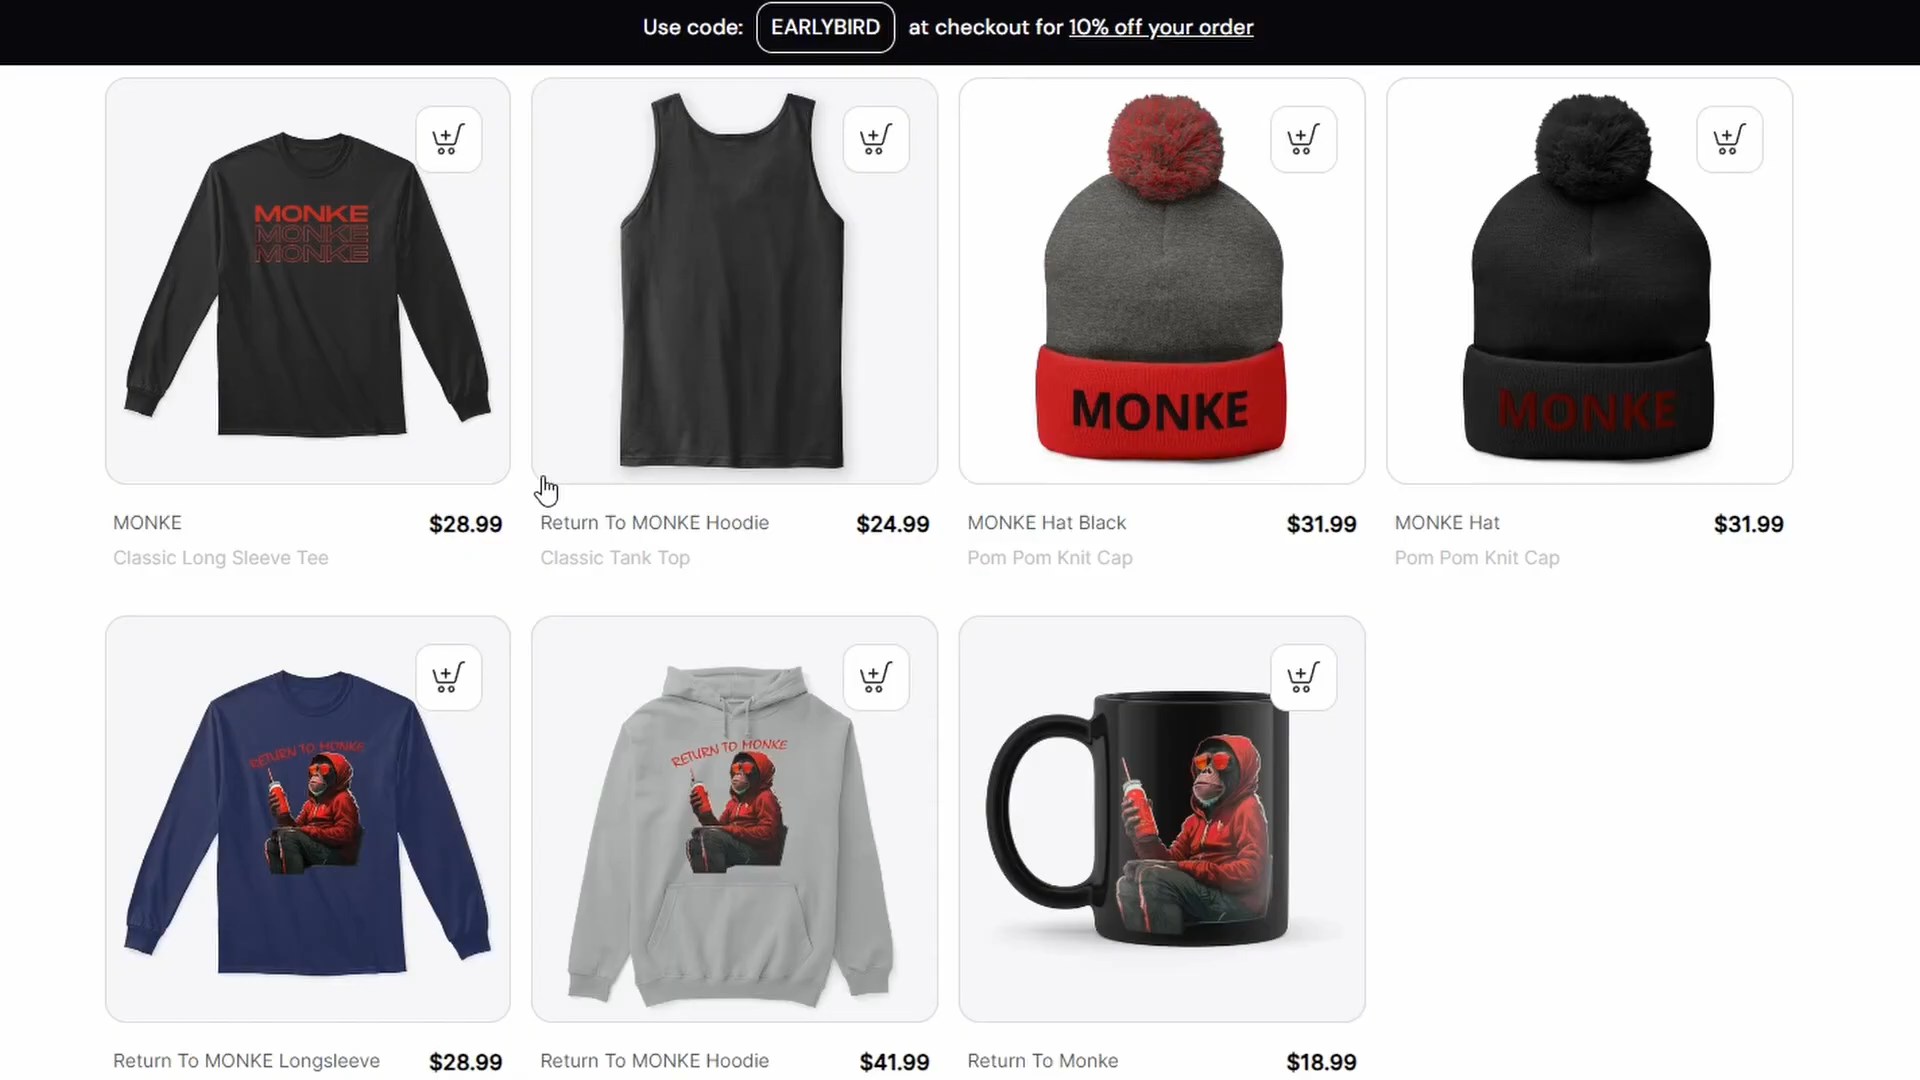 Use code: EARLYBIRD at checkout for 10% off your order
MONKE
MONKE
MONKE
MONKE
MONKE
MONKE $28.99
Classic Long Sleeve Tee
Return To MONKE Hoodie $24.99
Classic Tank Top
MONKE Hat Black $31.99
Pom Pom Knit Cap
MONKE Hat $31.99
Pom Pom Knit Cap
RETURN TO MONKE
RETURN TO MONKE
Return To MONKE Longsleeve $28.99
Return To MONKE Hoodie $41.99
Return To Monke $18.99